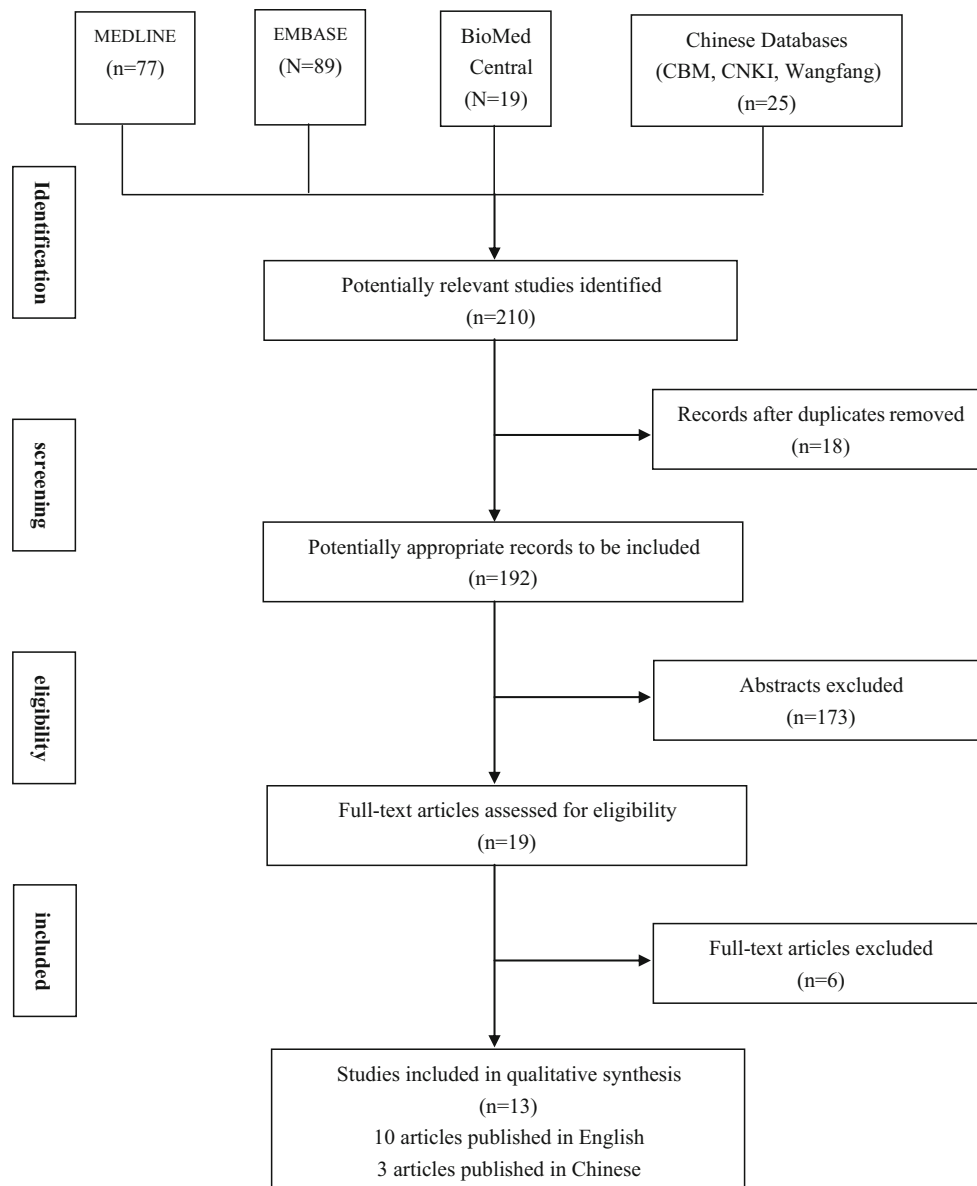 MEDLINE
(n=77)
EMBASE
(N=89)
BioMed
Central
(N=19)
Chinese Databases
(CBM, CNKI, Wangfang)
(n=25)
Identification
Potentially relevant studies identified
(n=210)
Records after duplicates removed
(n=18)
screening
Potentially appropriate records to be included
(n=192)
eligibility
Abstracts excluded
(n=173)
Full-text articles assessed for eligibility
(n=19)
included
Full-text articles excluded
(n=6)
Studies included in qualitative synthesis
(n=13)
10 articles published in English
3 articles published in Chinese